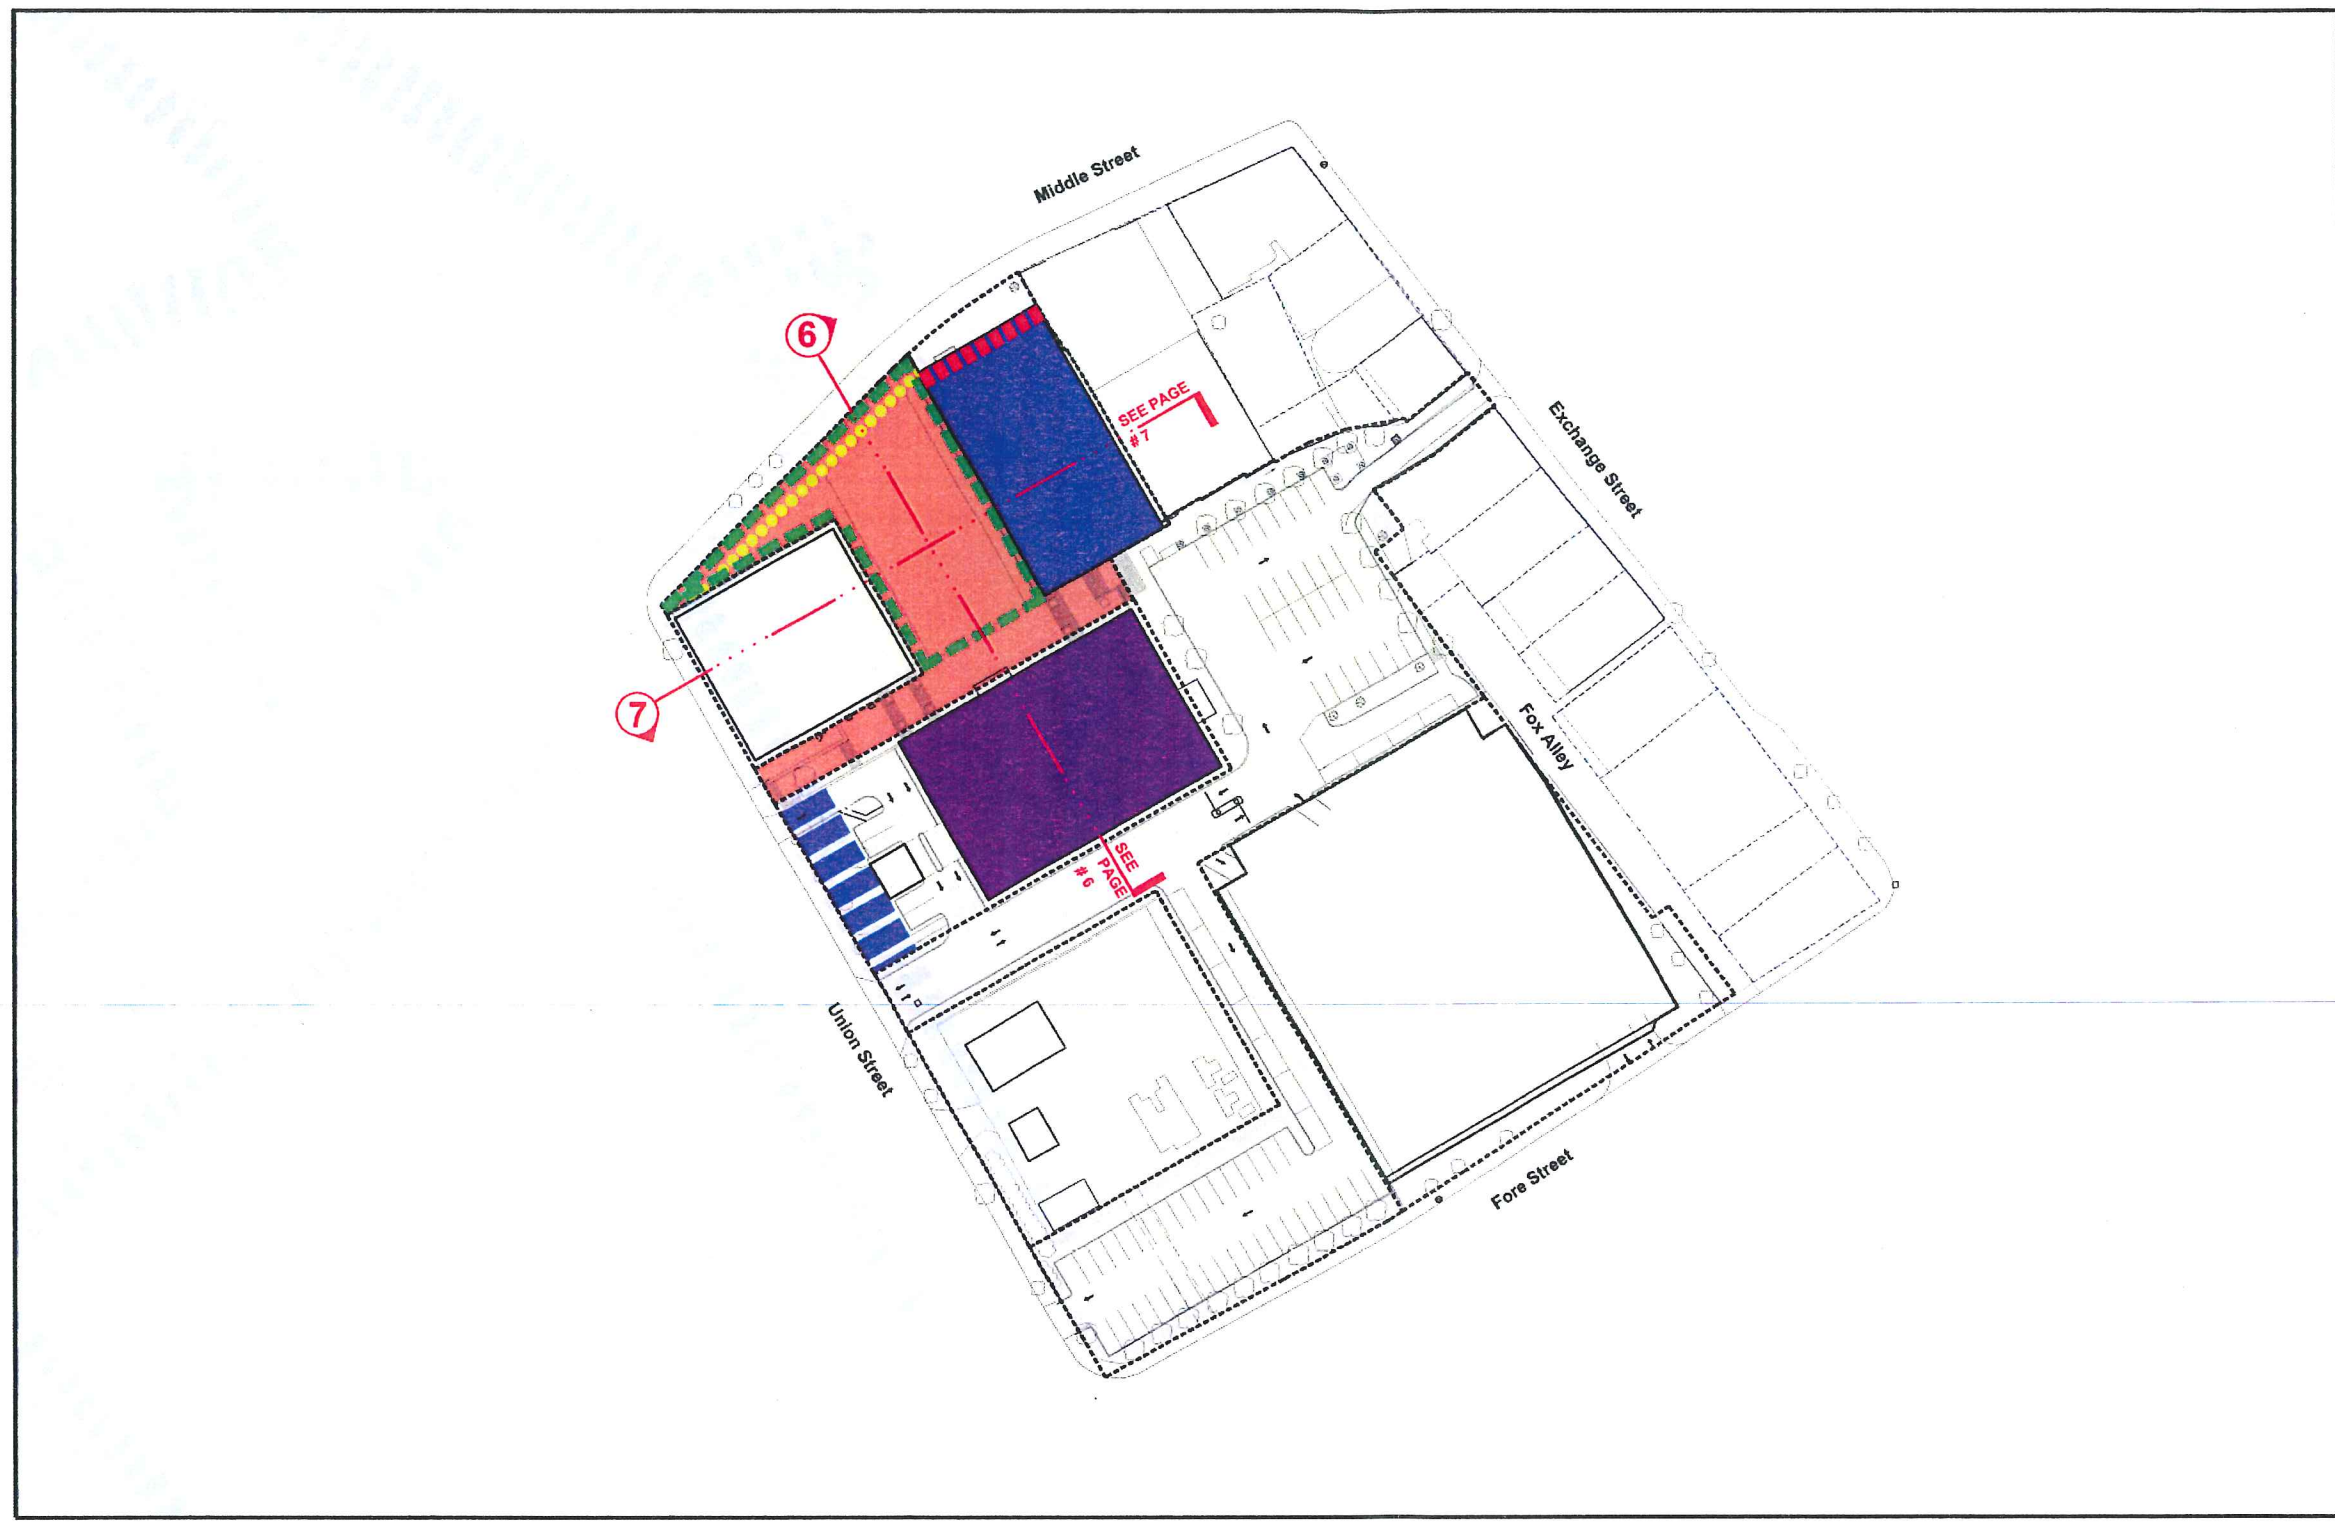 Middle Street
6
SEE PAGE
#7
Exchange Street
7
Fox Alley
SEE
PAGE
#6
Union Street
Fore Street